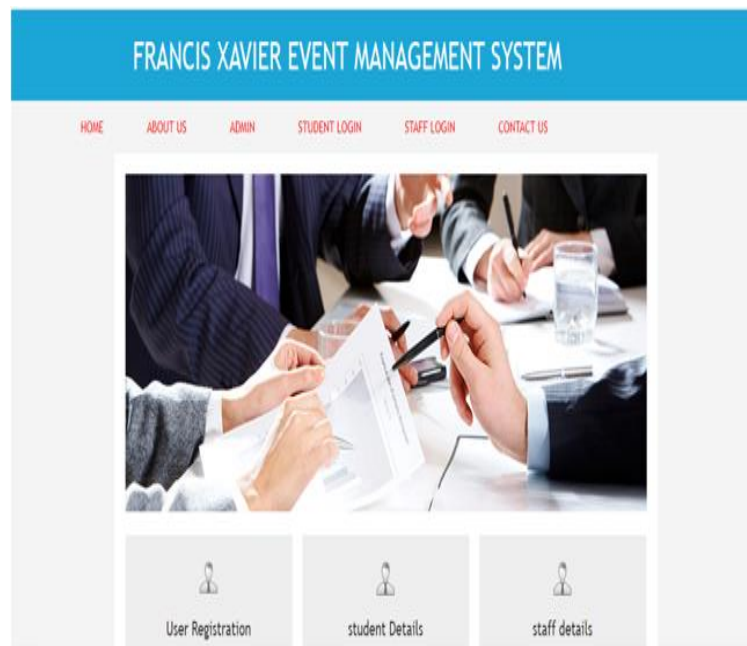 FRANCIS XAVIER EVENT MANAGEMENT SYSTEM
HOME ABOUT US ADMIN STUDENT LOGIN STAFF LOGIN CONTACT US
User Registration student Details staff details